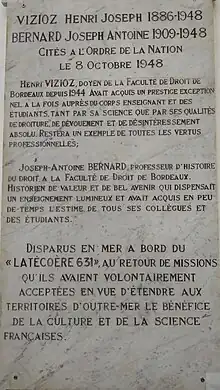 VIZIOZ HENRI JOSEPH 1886-1948
BERNARD JOSEPH ANTOINE 1909-1948
CITÉS A L'ORDRE DE LA NATION
LE 8 OCTOBRE 1948
HENRI VIZIOZ, DOYEN DE LA FACULTÉ DE DROIT DE
BORDEAUX DEPUIS 1944 AVAIT ACQUIS UN PRESTIGE EXCEPTION
NEL A LA FOIS AUPRÈS DU CORPS ENSEIGNANT ET DES
ETUDIANTS, TANT PAR SA SCIENCE QUE PAR SES QUALITÉS
DE DROITURE, DE DÉVOUEMENT ET DE DÉSINTÉRESSEMENT
ABSOLU. RESTERA UN EXEMPLE DE TOUTES LES VERTUS
PROFESSIONNELLES;
JOSEPH-ANTOINE BERNARD, PROFESSEUR D'HISTOIRE
DU DROIT A LA FACULTÉ DE DROIT DE BORDEAUX.
HISTORIEN DE VALEUR ET DE BEL AVENIR QUI DISPENSAIT
UN ENSEIGNEMENT LUMINEUX ET AVAIT ACQUIS EN PEU
DE-TEMPS L'ESTIME DE TOUS SES COLLÈGUES ET
DES ÉTUDIANTS."
DISPARUS EN MER A BORD DU
«LATÉCOÈRE 631», AU RETOUR DE MISSIONS
QU'ILS AVAIENT VOLONTAIREMENT
ACCEPTÉES EN VUE D'ÉTENDRE AUX
TERRITOIRES D'OUTRE-MER LE BÉNÉFICE
DE LA CULTURE ET DE LA SCIENCE
FRANÇAISES.